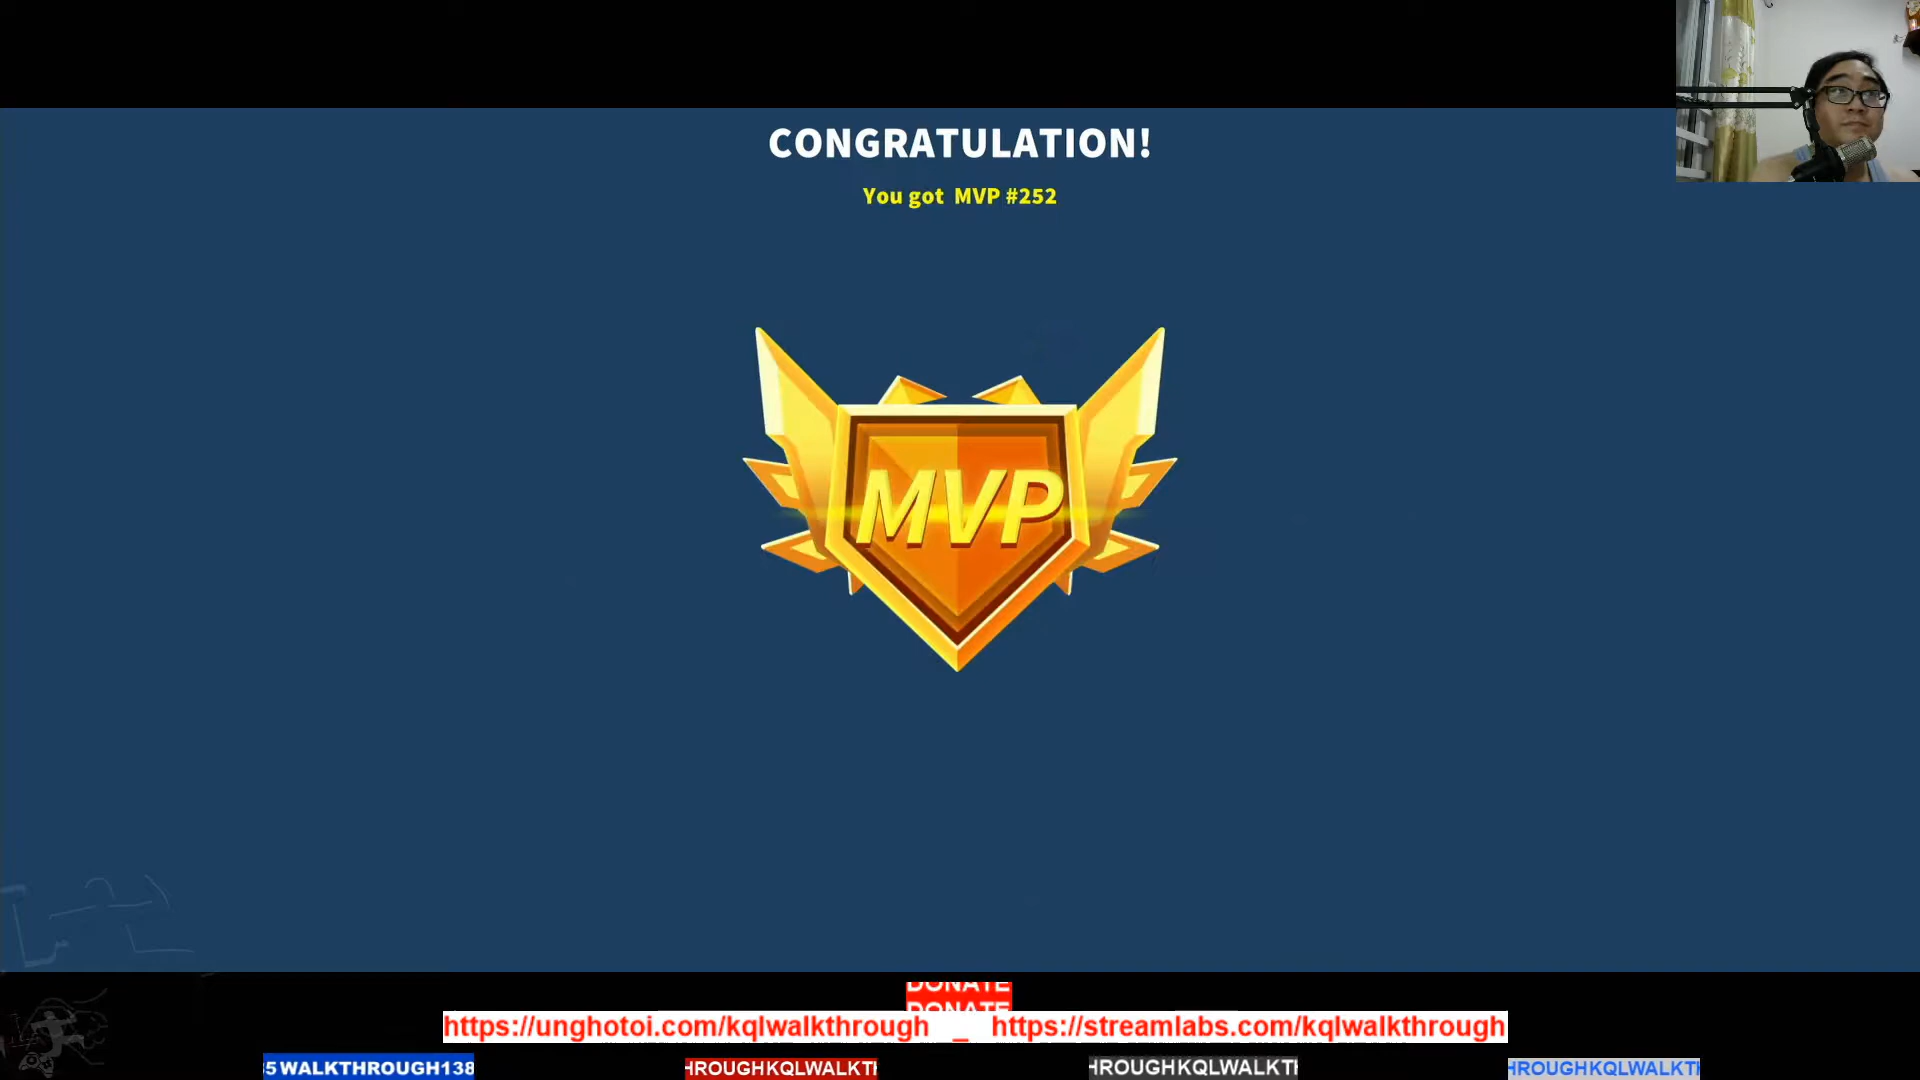 CONGRATULATION!
You got MVP #252
MVP
DONATE
DONATE
https://unghotoi.com/kqlwalkthrough _ https://streamlabs.com/kqlwalkthrough
5 WALKTHROUGH138
HROUGHKQLWALKT
HROUGHKQLWALKT
HROUGHKQLWALKT